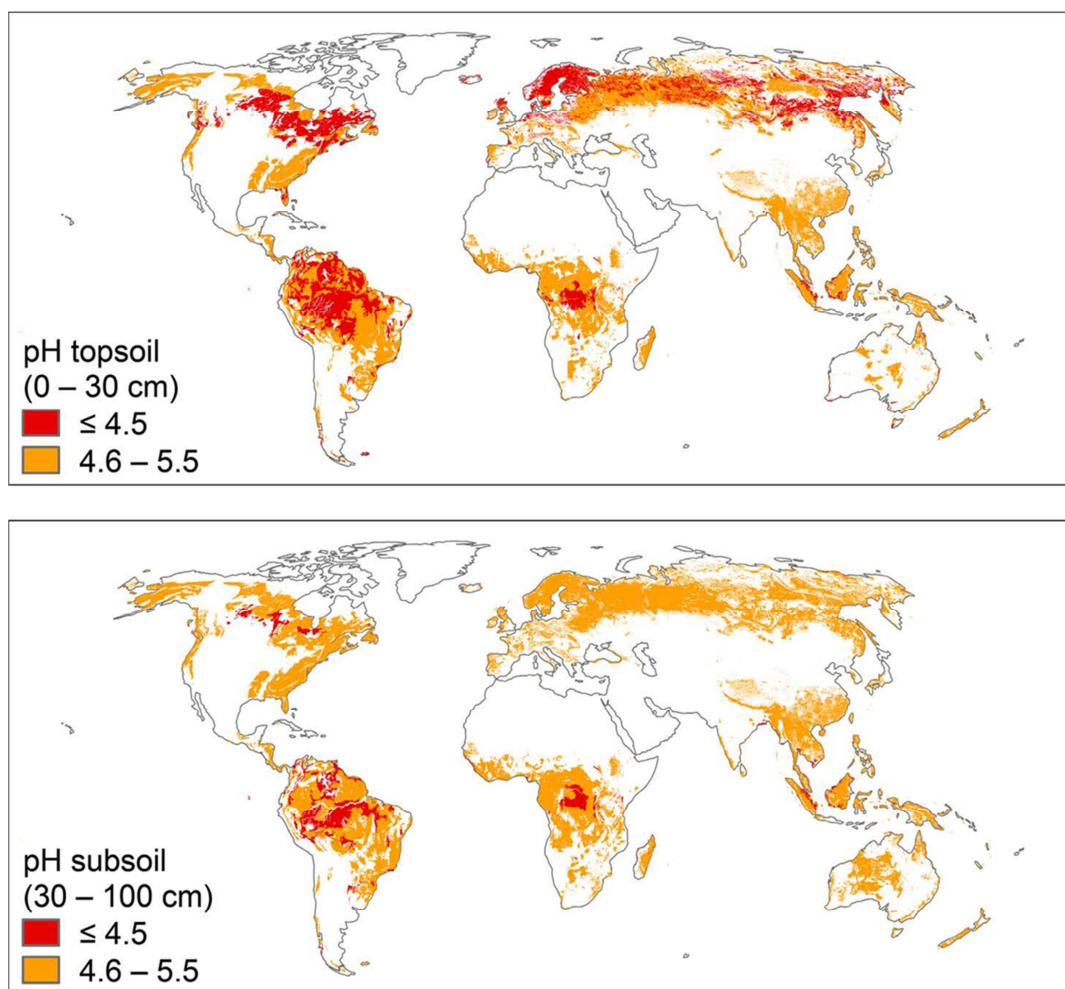 pH topsoil
(0 – 30 cm)
≤ 4.5
4.6 – 5.5
pH subsoil
(30 – 100 cm)
≤ 4.5
4.6 – 5.5